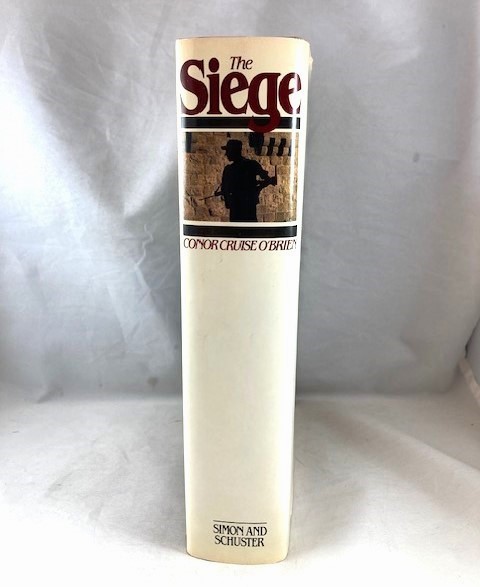 The
Siege
CONOR CRUISE O'BRIEN
SIMON AND
SCHUSTER